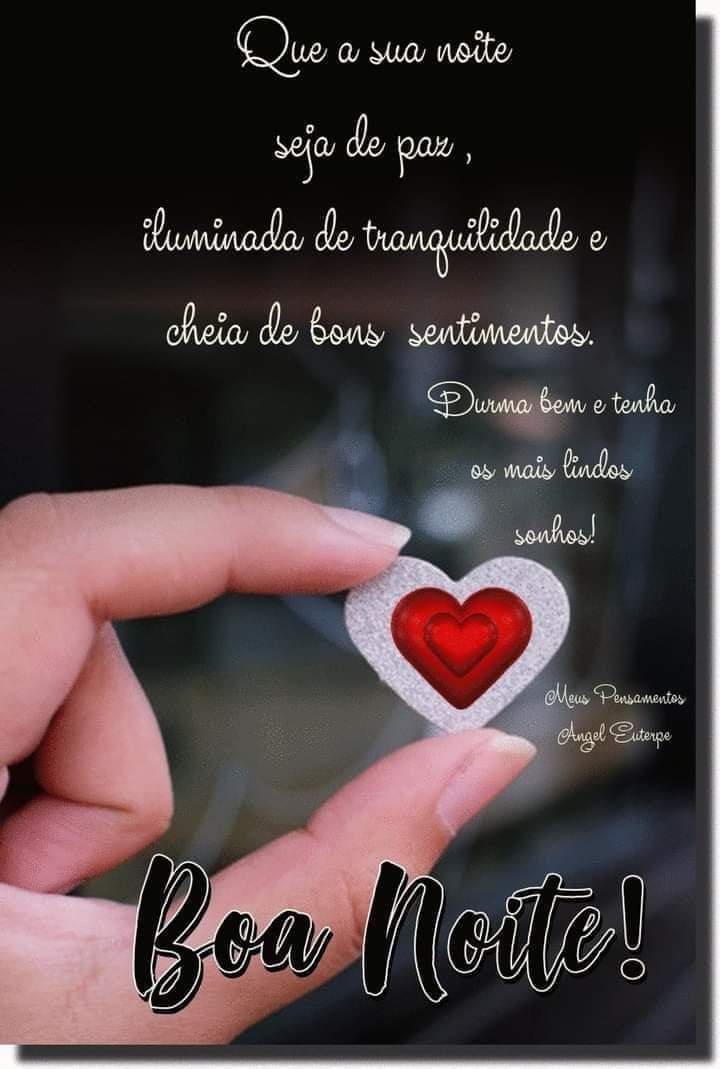 Que a sua noite
seja de paz ,
iluminada de tranquilidade e
cheia de bons sentimentos.
Durma bem e tenha
os mais lindos
sonhos!
Meus Pensamentos
Angel Euterpe
Boa Noite!